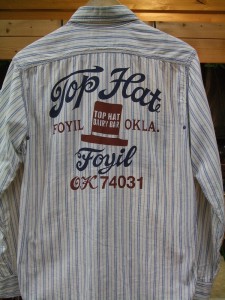 Top Hat
FOYIL OKLA.
TOP HAT
DAIRY BAR
Foyil
OK 74031